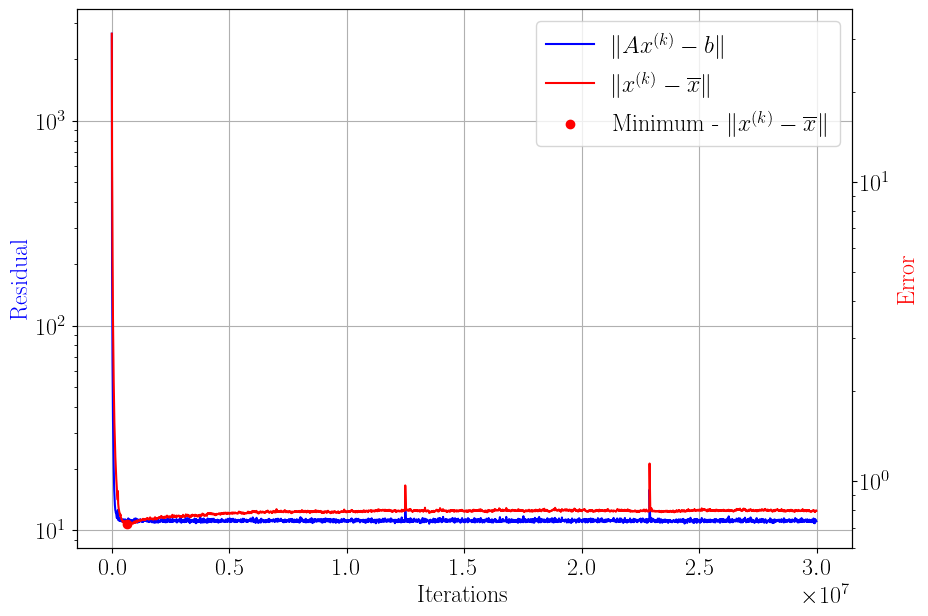 ‖Ax^{(k)} − b‖
‖x^{(k)} − x̅‖
Minimum - ‖x^{(k)} − x̅‖
10^3
10^2
10^1
Residual
10^1
10^0
Error
0.0 0.5 1.0 1.5 2.0 2.5 3.0
Iterations
×10^7